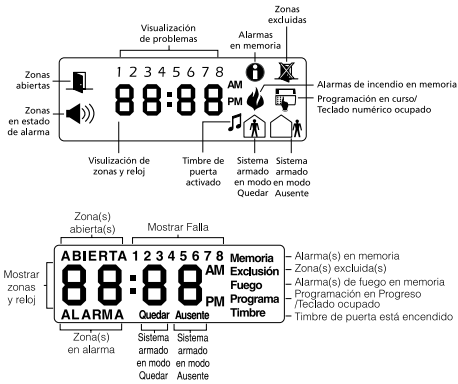 Visualización
de problemas
Alarmas
en memoria
Zonas
excluidas
Zonas
abiertas
1 2 3 4 5 6 7 8
AM
Alarmas de incendio en memoria
88:88
PM
Programación en curso/
Teclado numérico ocupado
Zonas
en estado
de alarma
Visulización de
zonas y reloj
Timbre de
puerta
activado
Sistema
armado
en modo
Quedar
Sistema
armado
en modo
Ausente
Zona(s)
abierta(s)
Mostrar Falla
ABIERTA 1 2 3 4 5 6 7 8
Memoria
Alarma(s) en memoria
AM
Exclusión
Zona(s) excluida(s)
Mostrar
zonas
y reloj
88:88
Fuego
Alarma(s) de fuego en memoria
PM
Programa
Programación en Progreso
/Teclado ocupado
ALARMA
Quedar
Ausente
Timbre
Timbre de puerta está encendido
Zona(s)
en alarma
Sistema
armado
en modo
Quedar
Sistema
armado
en modo
Ausente